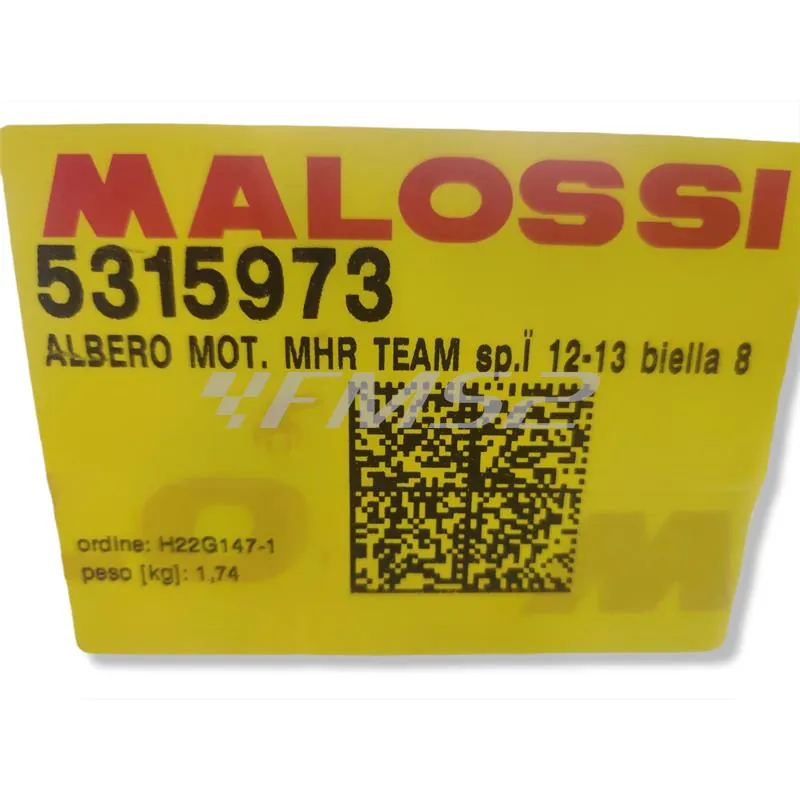 MALOSSI
5315973
ALBERO MOT. MHR TEAM sp.Ï 12-13 biella 8
FMS2
ordine: H22G147-1
peso [kg]: 1,74